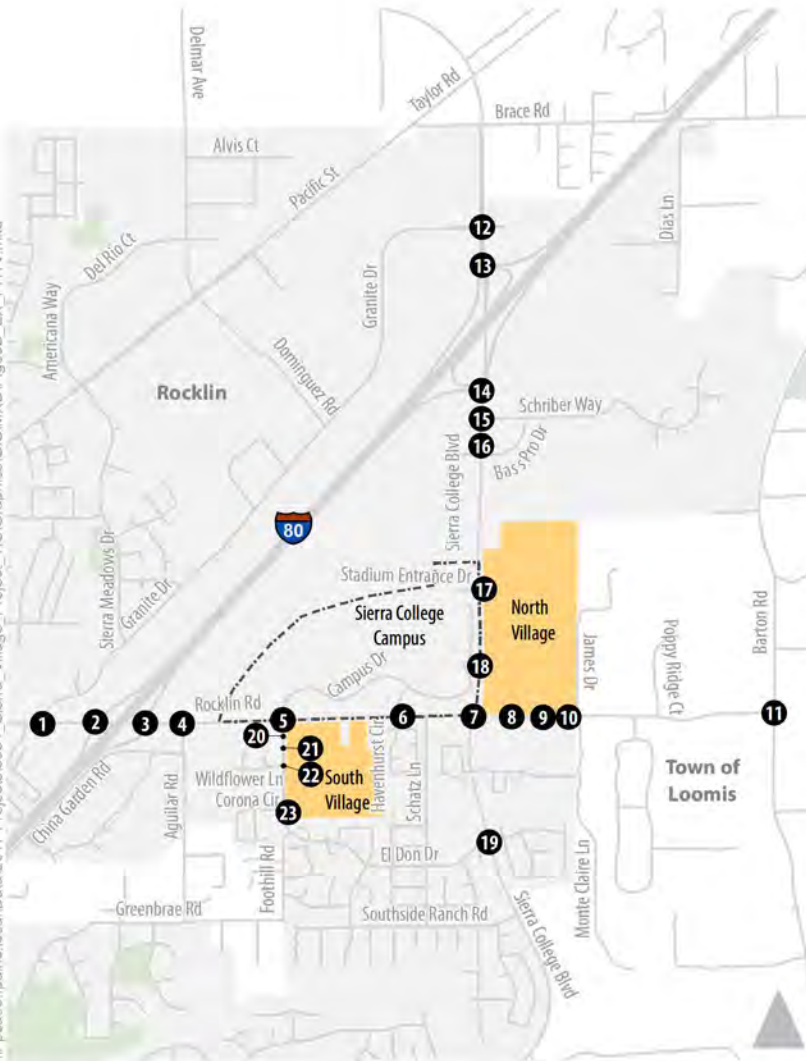 Delmar Ave
Taylor Rd
Brace Rd
Alvis Ct
Pacific St
Dias Ln
12
Del Rio Ct
13
Granite Dr
Americana Way
Dominguez Rd
Rocklin
14
Schriber Way
15
16
Bass Pro Dr
Sierra College Blvd
80
Sierra Meadows Dr
Granite Dr
Stadium Entrance Dr
17
North
Village
Sierra College
Campus
James Dr
Poppy Ridge Ct
Barton Rd
18
Campus Dr
Rocklin Rd
1
2
3
4
5
6
7
8
9
10
11
20
21
22
23
China Garden Rd
Aguilar Rd
Wildflower Ln
Corona Cir
South
Village
Havenhurst Cir
Schatz Ln
Town of
Loomis
19
Foothill Rd
El Don Dr
Monte Claire Ln
Greenbrae Rd
Southside Ranch Rd
Sierra College Blvd